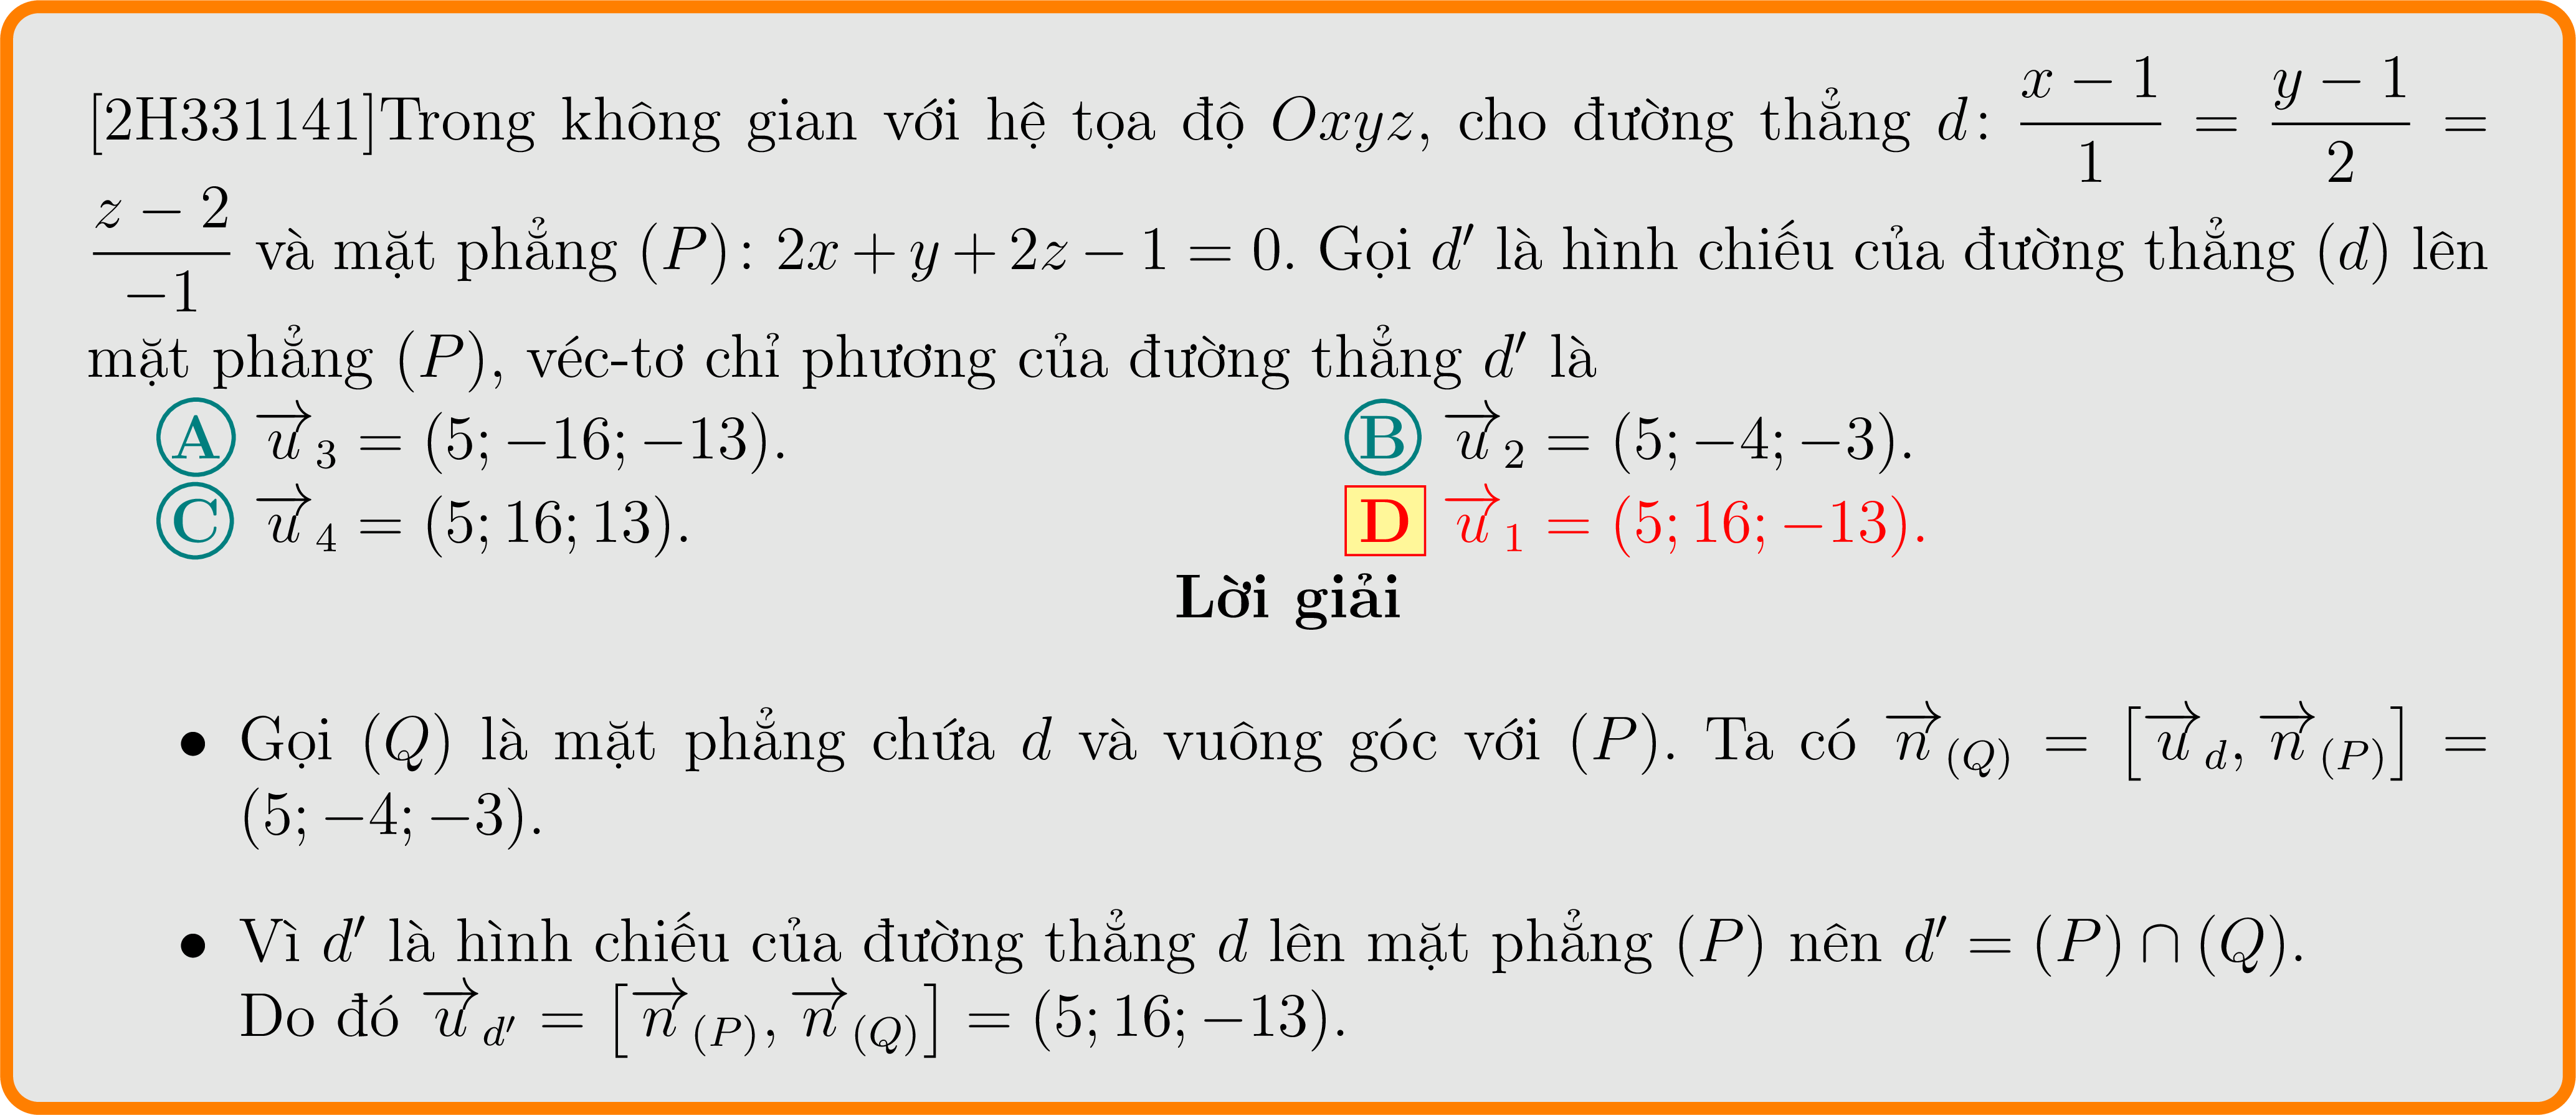 [2H331141]Trong không gian với hệ tọa độ Oxyz, cho đường thẳng d: \frac{x − 1}{1} = \frac{y − 1}{2} =
\frac{z − 2}{−1} và mặt phẳng (P): 2x + y + 2z − 1 = 0. Gọi d′ là hình chiếu của đường thẳng (d) lên
mặt phẳng (P), véc-tơ chỉ phương của đường thẳng d′ là
A \overrightarrow{u}_3 = (5; −16; −13). B \overrightarrow{u}_2 = (5; −4; −3).
C \overrightarrow{u}_4 = (5; 16; 13). D \overrightarrow{u}_1 = (5; 16; −13).
Lời giải
• Gọi (Q) là mặt phẳng chứa d và vuông góc với (P). Ta có \overrightarrow{n}_{(Q)} = [\overrightarrow{u}_d, \overrightarrow{n}_{(P)}] =
(5; −4; −3).
• Vì d′ là hình chiếu của đường thẳng d lên mặt phẳng (P) nên d′ = (P) ∩ (Q).
Do đó \overrightarrow{u}_{d′} = [\overrightarrow{n}_{(P)}, \overrightarrow{n}_{(Q)}] = (5; 16; −13).